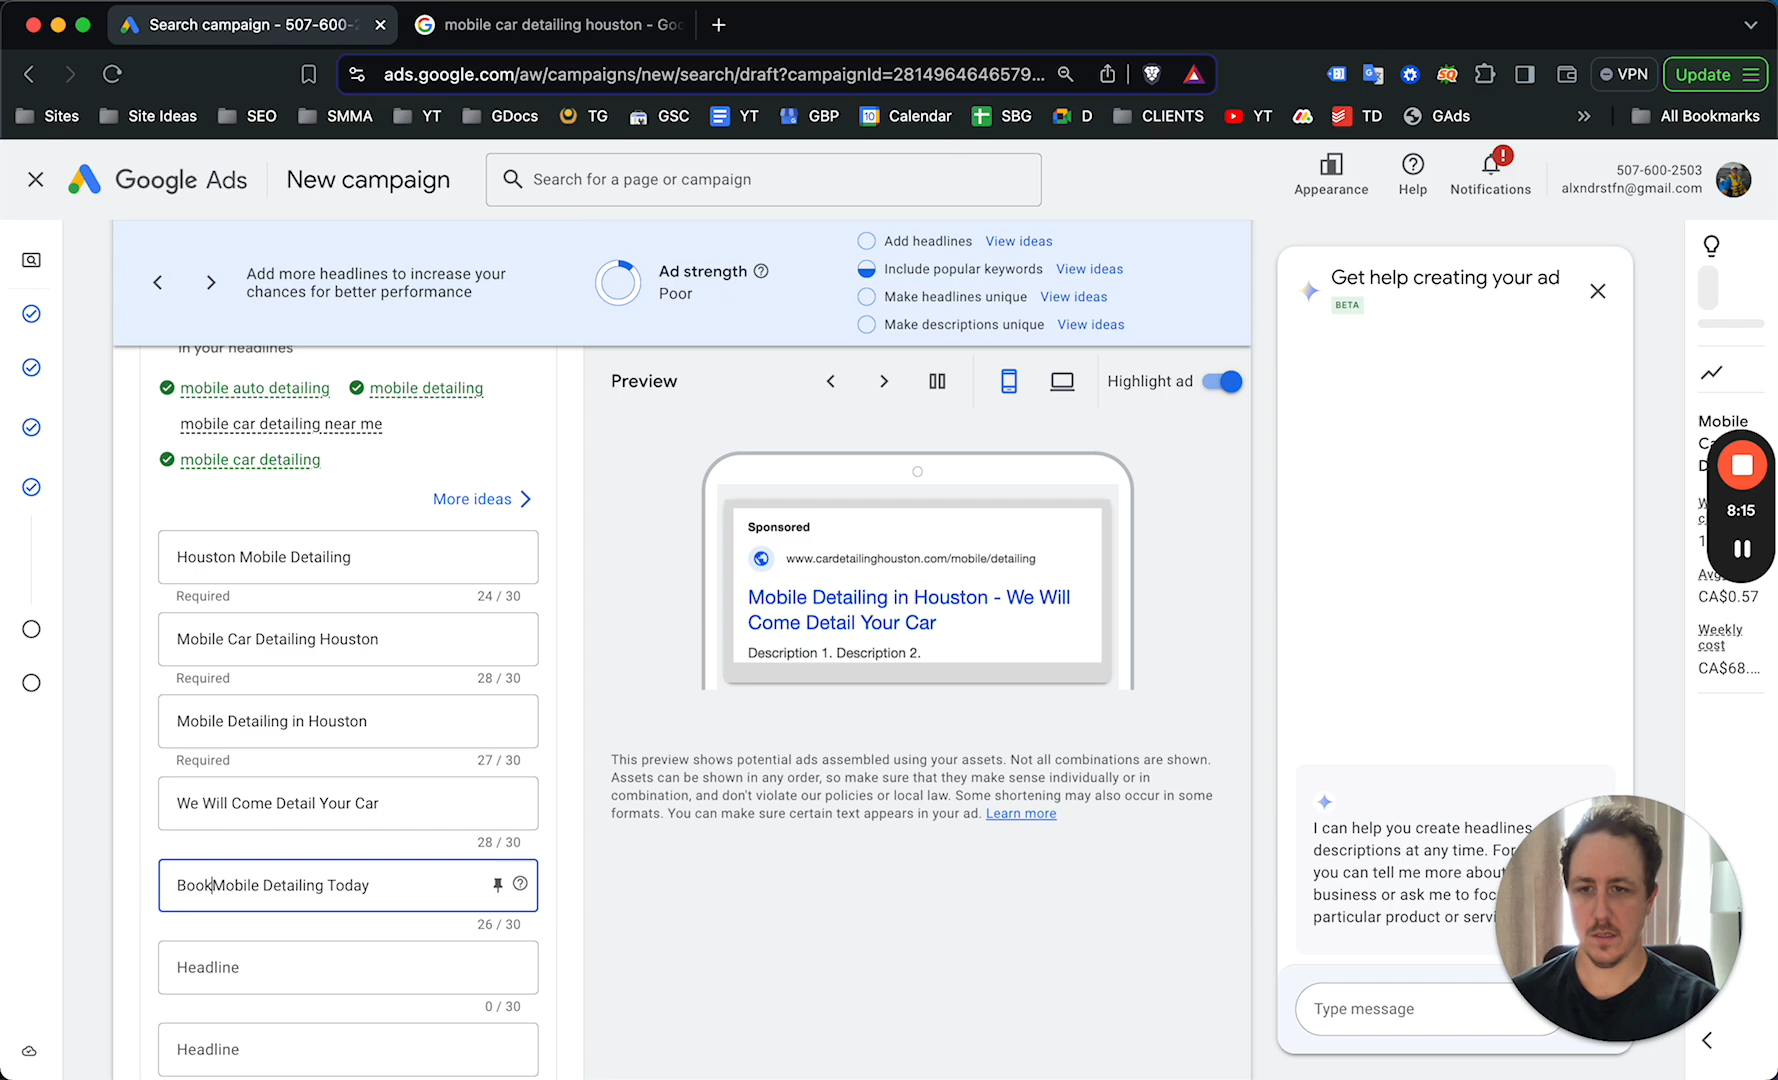 Search campaign - 507-600-2
mobile car detailing houston - Goo
ads.google.com/aw/campaigns/new/search/draft?campaignId=2814964646579...
VPN
Update
Sites
Site Ideas
SEO
SMMA
YT
GDocs
TG
GSC
YT
GBP
Calendar
SBG
D
CLIENTS
YT
TD
GAds
All Bookmarks
Google Ads
New campaign
Search for a page or campaign
Appearance
Help
Notifications
507-600-2503
alxndrstfn@gmail.com
Add more headlines to increase your
chances for better performance
Ad strength
Poor
Add headlines View ideas
Include popular keywords View ideas
Make headlines unique View ideas
Make descriptions unique View ideas
in your headlines
mobile auto detailing
mobile detailing
mobile car detailing near me
mobile car detailing
More ideas
Houston Mobile Detailing
Required 24 / 30
Mobile Car Detailing Houston
Required 28 / 30
Mobile Detailing in Houston
Required 27 / 30
We Will Come Detail Your Car
28 / 30
BookMobile Detailing Today
26 / 30
Headline
0 / 30
Headline
Preview
Highlight ad
Sponsored
www.cardetailinghouston.com/mobile/detailing
Mobile Detailing in Houston - We Will
Come Detail Your Car
Description 1. Description 2.
This preview shows potential ads assembled using your assets. Not all combinations are shown.
Assets can be shown in any order, so make sure that they make sense individually or in
combination, and don't violate our policies or local law. Some shortening may also occur in some
formats. You can make sure certain text appears in your ad. Learn more
Get help creating your ad
BETA
I can help you create headlines
descriptions at any time. For
you can tell me more about
business or ask me to foc
particular product or servi
Type message
Mobile
8:15
CA$0.57
Weekly
cost
CA$68....